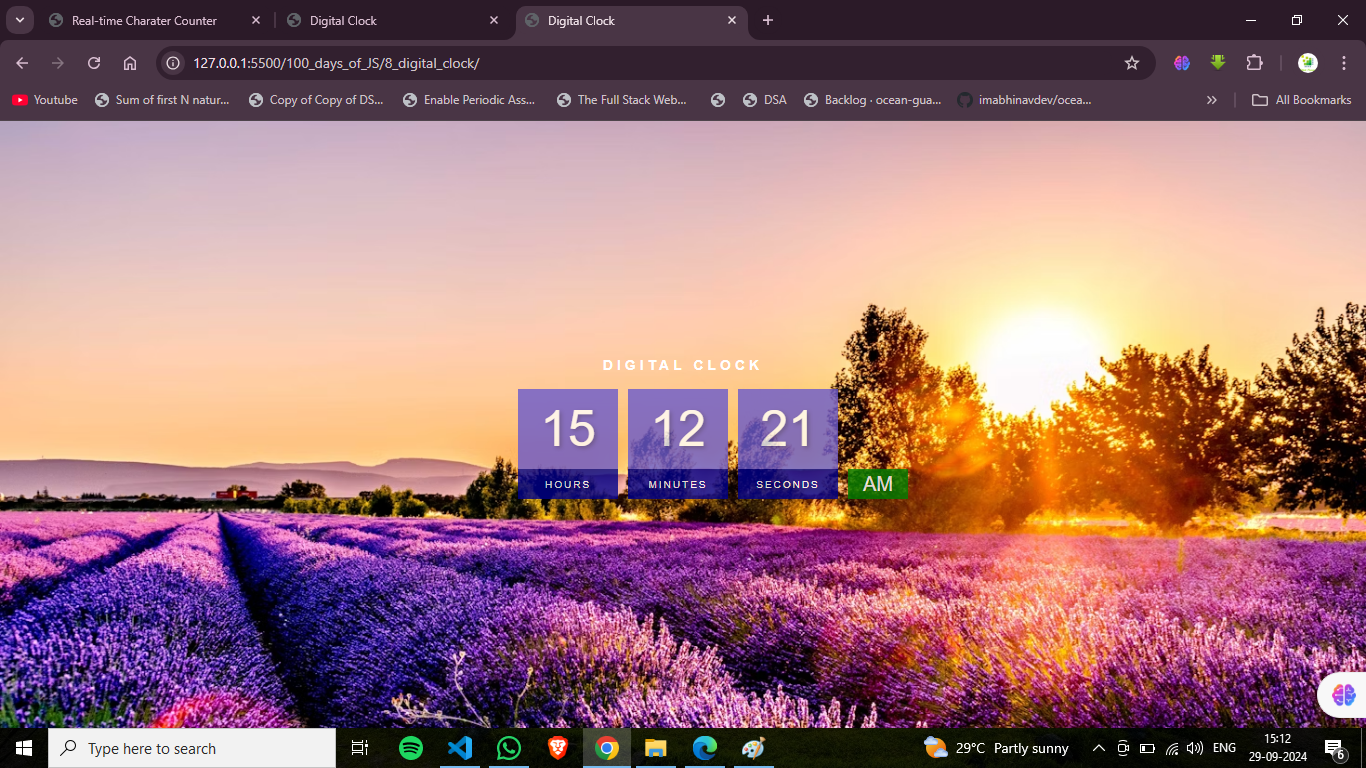 Real-time Charater Counter
Digital Clock
Digital Clock
127.0.0.1:5500/100_days_of_JS/8_digital_clock/
Youtube
Sum of first N natur...
Copy of Copy of DS...
Enable Periodic Ass...
The Full Stack Web...
DSA
Backlog · ocean-gua...
imabhinavdev/ocea...
All Bookmarks
DIGITAL CLOCK
15 12 21
HOURS MINUTES SECONDS AM
Type here to search
29°C Partly sunny
ENG
15:12
29-09-2024
6